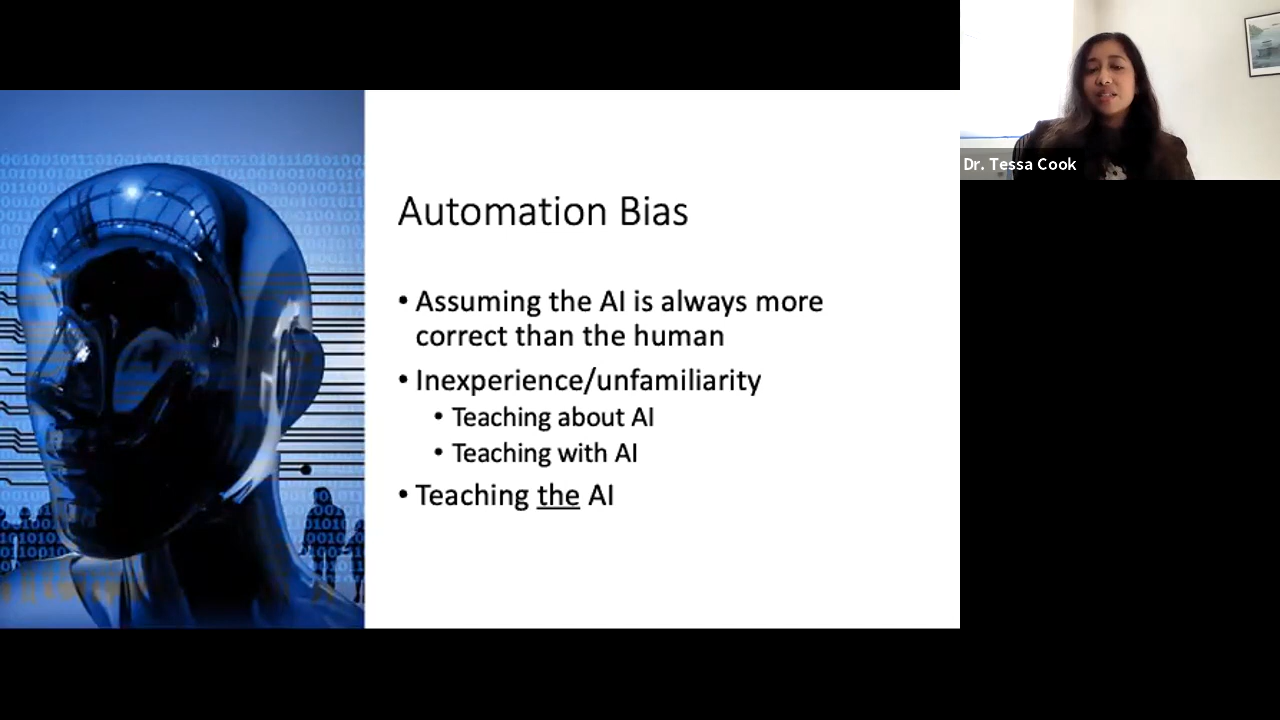 Automation Bias
• Assuming the AI is always more
correct than the human
• Inexperience/unfamiliarity
• Teaching about AI
• Teaching with AI
• Teaching the AI
Dr. Tessa Cook